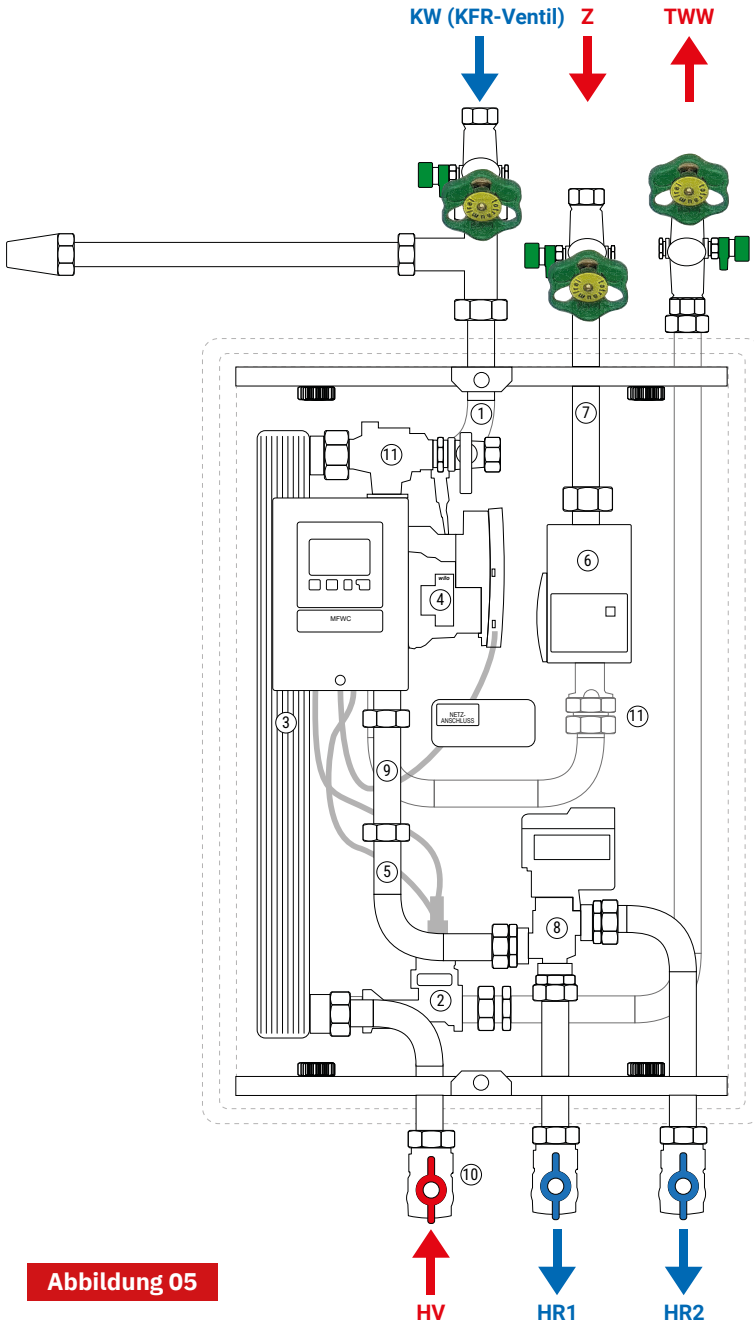 KW (KFR-Ventil) Z TWW
1
7
11
6
wilo
4
MFWC
3
NETZ-
ANSCHLUSS
11
9
5
8
2
10
Abbildung 05
HV HR1 HR2